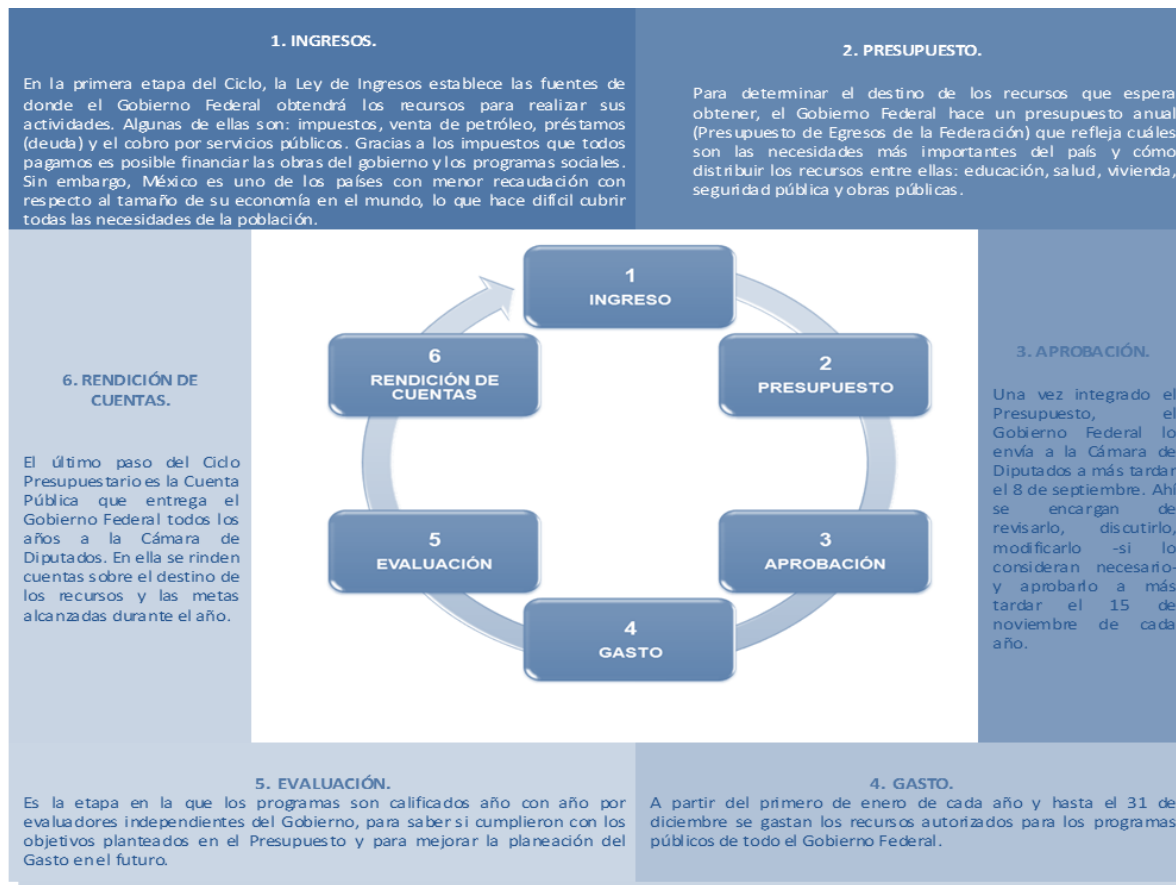 1. INGRESOS.
En la primera etapa del Ciclo, la Ley de Ingresos establece las fuentes de
donde el Gobierno Federal obtendrá los recursos para realizar sus
actividades. Algunas de ellas son: impuestos, venta de petróleo, préstamos
(deuda) y el cobro por servicios públicos. Gracias a los impuestos que todos
pagamos es posible financiar las obras del gobierno y los programas sociales.
Sin embargo, México es uno de los países con menor recaudación con
respecto al tamaño de su economía en el mundo, lo que hace difícil cubrir
todas las necesidades de la población.
2. PRESUPUESTO.
Para determinar el destino de los recursos que espera
obtener, el Gobierno Federal hace un presupuesto anual
(Presupuesto de Egresos de la Federación) que refleja cuáles
son las necesidades más importantes del país y cómo
distribuir los recursos entre ellas: educación, salud, vivienda,
seguridad pública y obras públicas.
1
INGRESO
2
PRESUPUESTO
3
APROBACIÓN
4
GASTO
5
EVALUACIÓN
6
RENDICIÓN DE
CUENTAS
3. APROBACIÓN.
Una vez integrado el
Presupuesto, el
Gobierno Federal lo
envía a la Cámara de
Diputados a más tardar
el 8 de septiembre. Ahí
se encargan de
revisarlo, discutirlo,
modificarlo -si lo
consideran necesario-
y aprobarlo a más
tardar el 15 de
noviembre de cada
año.
4. GASTO.
A partir del primero de enero de cada año y hasta el 31 de
diciembre se gastan los recursos autorizados para los programas
públicos de todo el Gobierno Federal.
5. EVALUACIÓN.
Es la etapa en la que los programas son calificados año con año por
evaluadores independientes del Gobierno, para saber si cumplieron con los
objetivos planteados en el Presupuesto y para mejorar la planeación del
Gasto en el futuro.
6. RENDICIÓN DE
CUENTAS.
El último paso del Ciclo
Presupuestario es la Cuenta
Pública que entrega el
Gobierno Federal todos los
años a la Cámara de
Diputados. En ella se rinden
cuentas sobre el destino de
los recursos y las metas
alcanzadas durante el año.